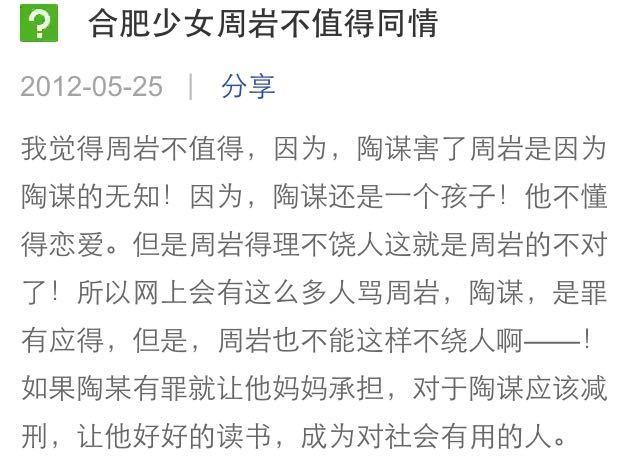 合肥少女周岩不值得同情
2012-05-25 | 分享
我觉得周岩不值得，因为，陶谋害了周岩是因为
陶谋的无知！因为，陶谋还是一个孩子！他不懂
得恋爱。但是周岩得理不饶人这就是周岩的不对
了！所以网上会有这么多人骂周岩，陶谋，是罪
有应得，但是，周岩也不能这样不绕人啊——！
如果陶某有罪就让他妈妈承担，对于陶谋应该减
刑，让他好好的读书，成为对社会有用的人。